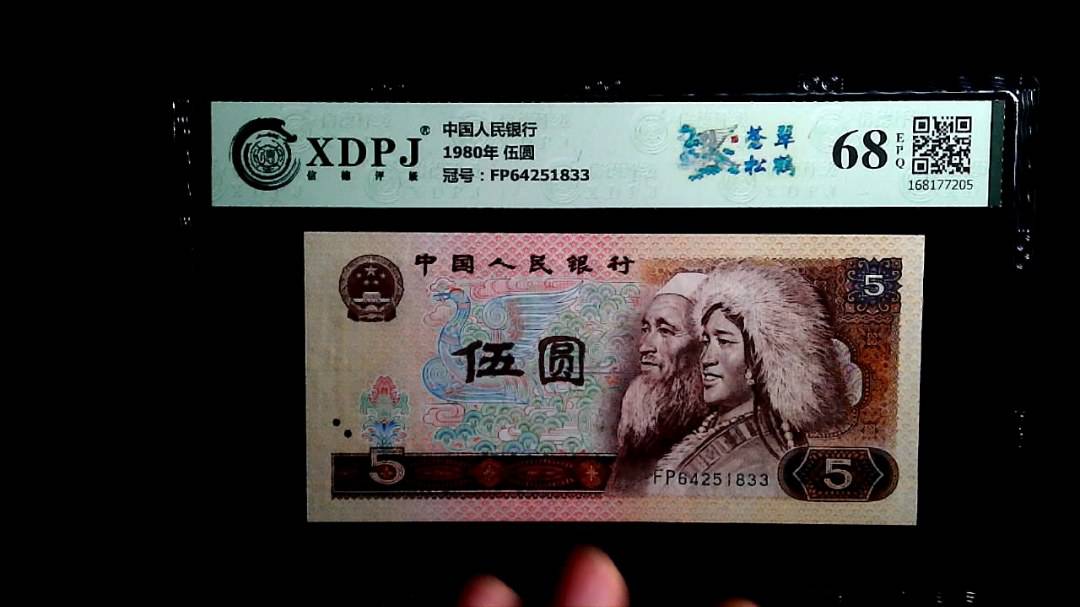 XDPJ®
信德评级
中国人民银行
1980年 伍圆
冠号：FP64251833
苍松
翠鹤
68
EPQ
168177205
中国人民银行
5
伍圆
5
FP64251833
5